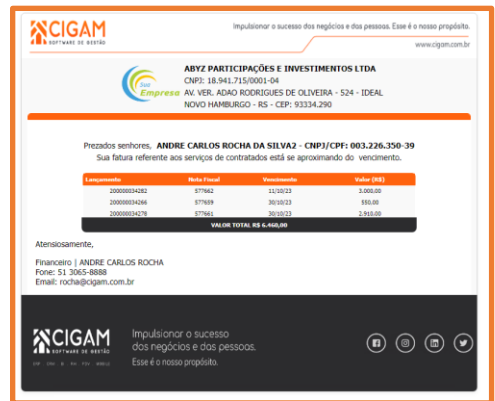 CIGAM
SOFTWARE DE GESTÃO
Impulsionar o sucesso dos negócios e das pessoas. Esse é o nosso propósito.
www.cigam.com.br
Sua
Empresa
ABYZ PARTICIPAÇÕES E INVESTIMENTOS LTDA
CNPJ: 18.941.715/0001-04
AV. VER. ADAO RODRIGUES DE OLIVEIRA - 524 - IDEAL
NOVO HAMBURGO - RS - CEP: 93334.290
Prezados senhores, ANDRE CARLOS ROCHA DA SILVA2 - CNPJ/CPF: 003.226.350-39
Sua fatura referente aos serviços de contratados está se aproximando do vencimento.
Lançamento Nota Fiscal Vencimento Valor (R$)
200000034282 577662 11/10/23 3.000,00
200000034266 577659 30/10/23 550,00
200000034278 577661 30/10/23 2.910,00
VALOR TOTAL R$ 6.460,00
Atensiosamente,
Financeiro | ANDRE CARLOS ROCHA
Fone: 51 3065-8888
Email: rocha@cigam.com.br
CIGAM
SOFTWARE DE GESTÃO
Impulsionar o sucesso
dos negócios e das pessoas.
Esse é o nosso propósito.